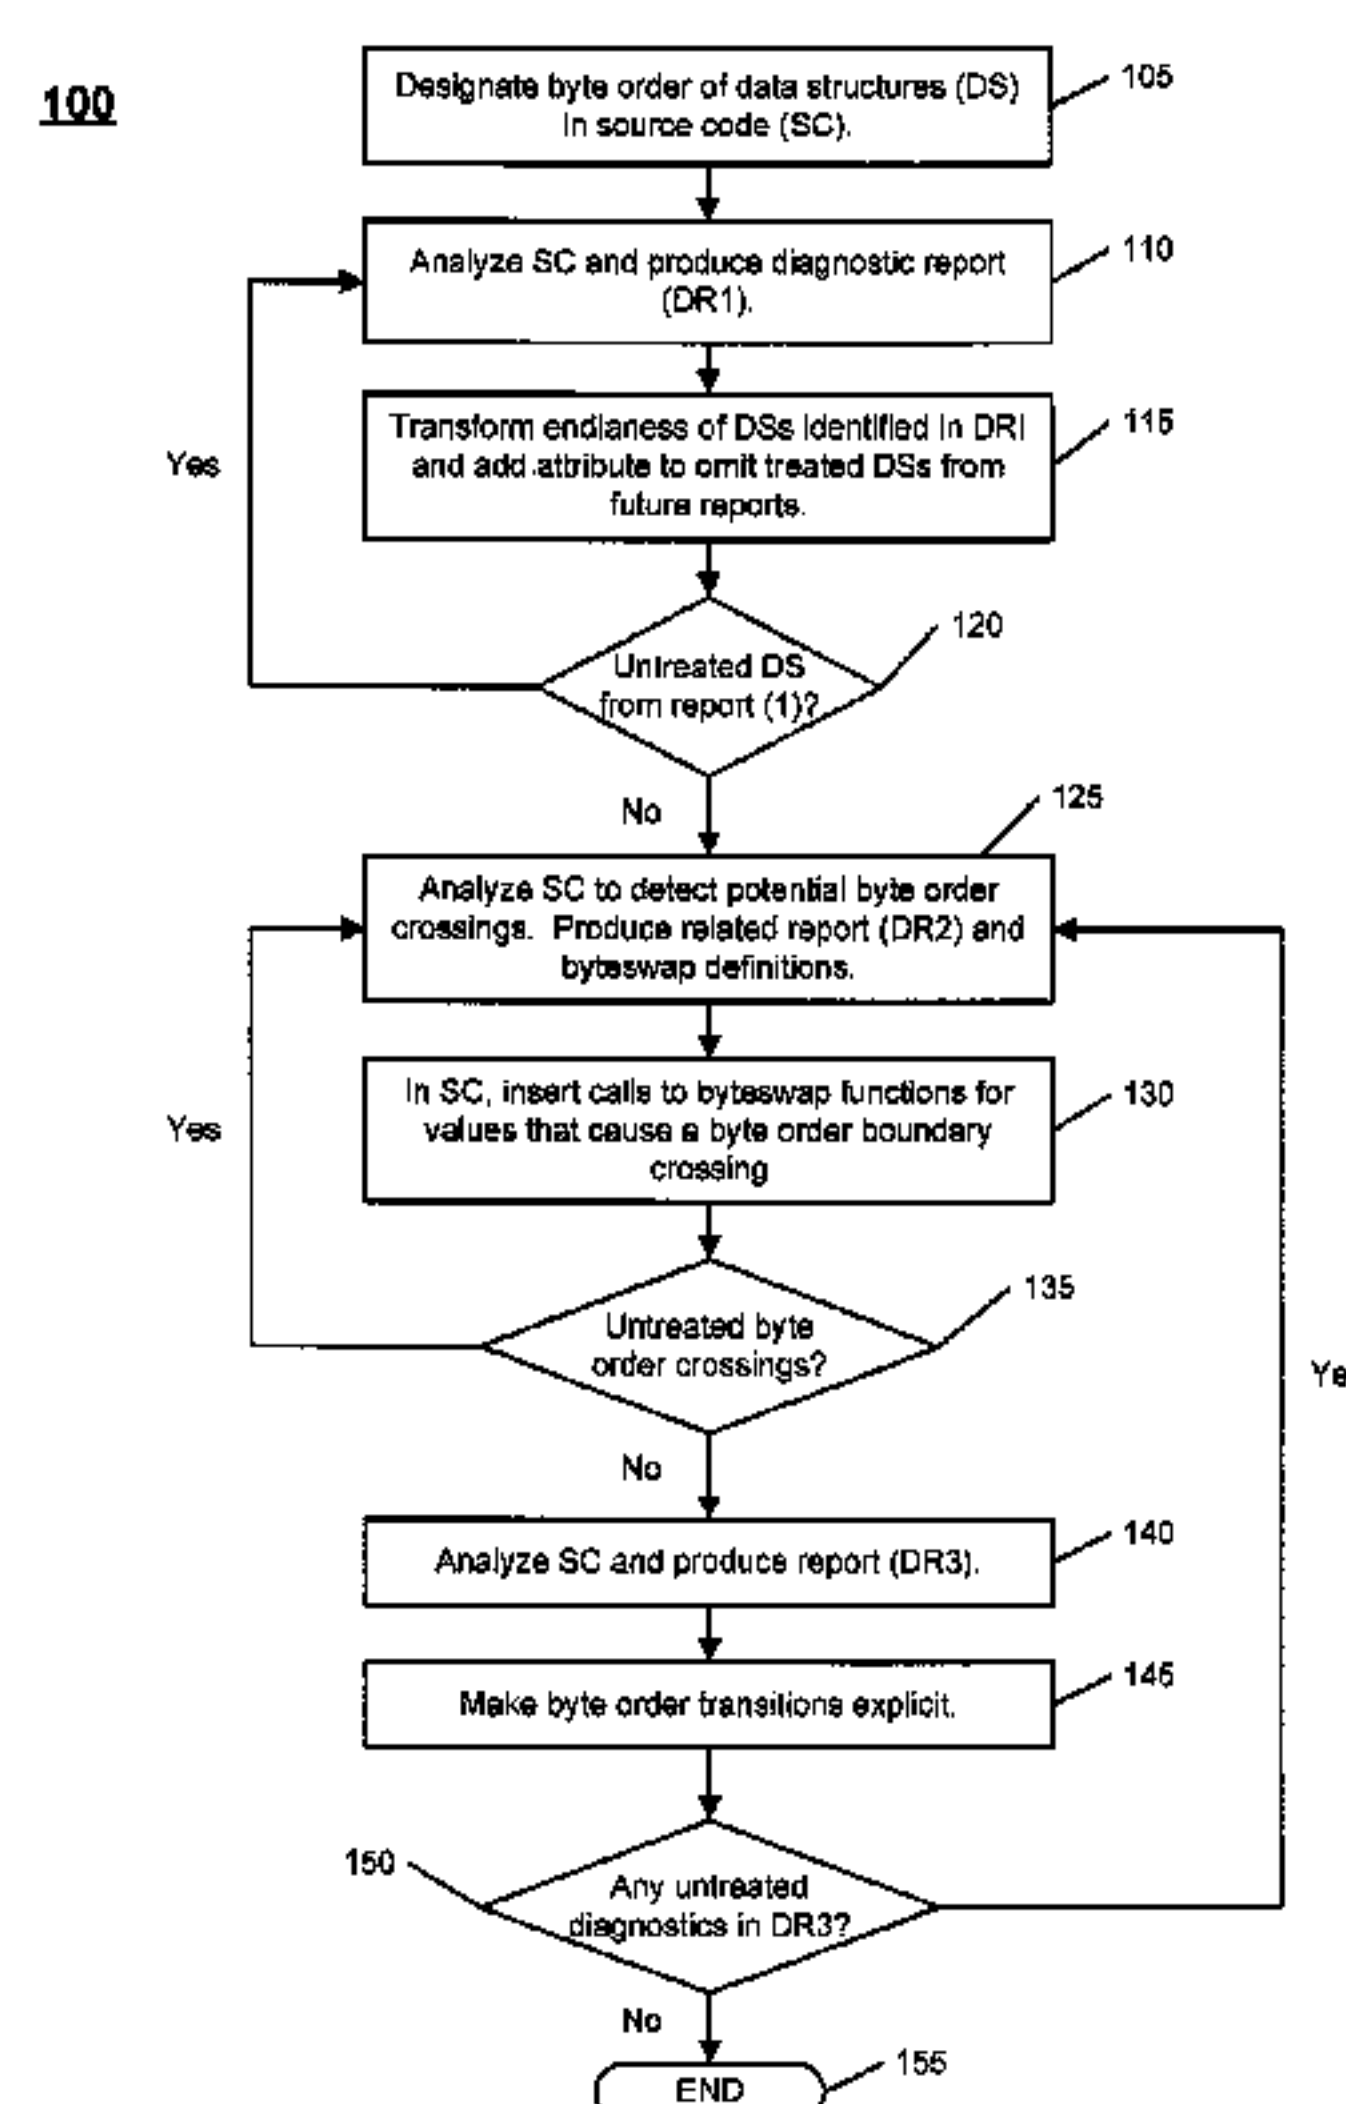 100
Designate byte order of data structures (DS)
in source code (SC).
105
Analyze SC and produce diagnostic report
(DR1).
110
Transform endianess of DSs identified in DRI
and add attribute to omit treated DSs from
future reports.
115
Yes
Untreated DS
from report (1)?
120
No
125
Analyze SC to detect potential byte order
crossings. Produce related report (DR2) and
byteswap definitions.
In SC, insert calls to byteswap functions for
values that cause a byte order boundary
crossing
130
Yes
Untreated byte
order crossings?
135
Ye
No
Analyze SC and produce report (DR3).
140
Make byte order transitions explicit.
145
150
Any untreated
diagnostics in DR3?
No
END
155